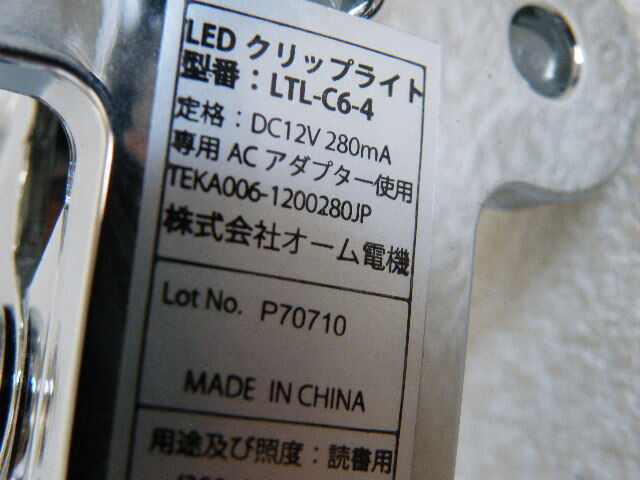 LED クリップライト
型番：LTL-C6-4
定格：DC12V 280mA
専用 AC アダプター使用
TEKA006-1200280JP
株式会社オーム電機
Lot No. P70710
MADE IN CHINA
用途及び照度：読書用